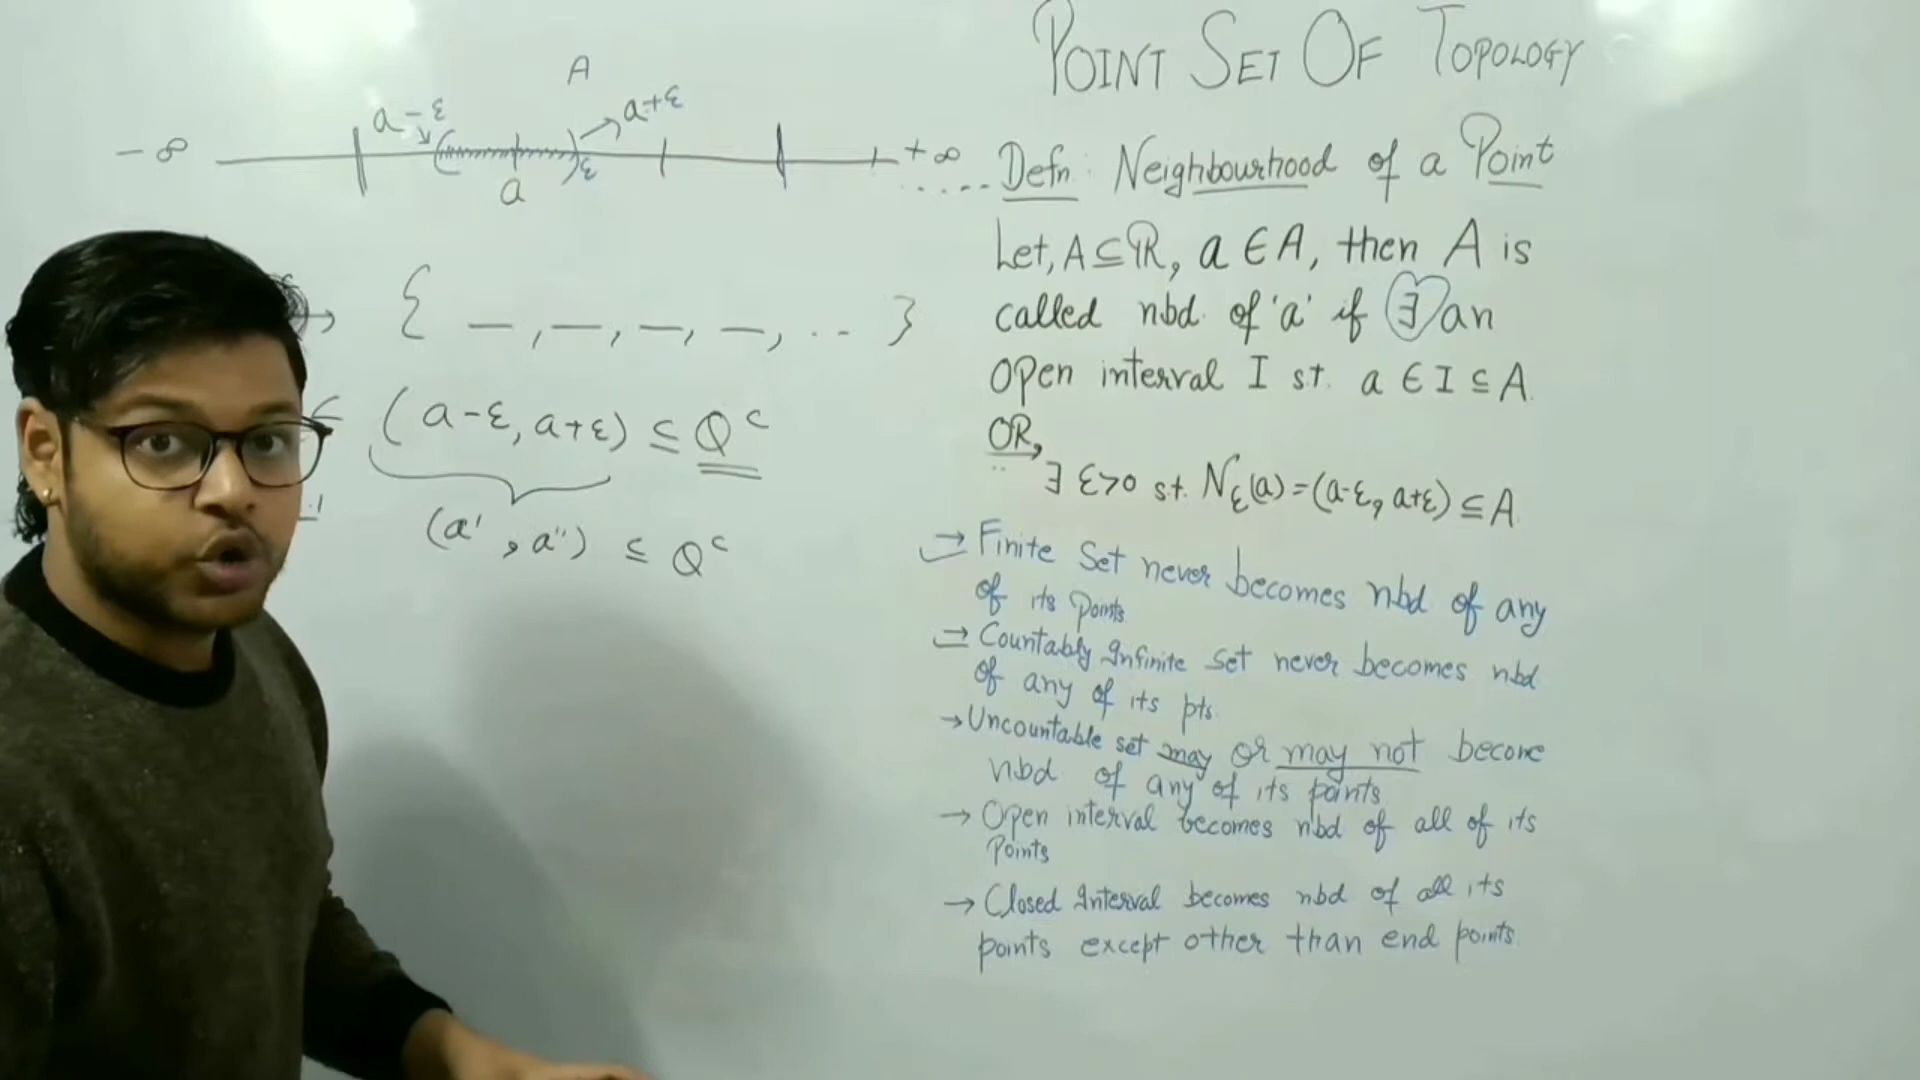 POINT SET OF TOPOLOGY
A
a-ε
a+ε
-∞
ε
+∞
a
Defn: Neighbourhood of a Point
Let, A⊆ℝ, a∈A, then A is
called nbd. of 'a' if ∃ an
Open interval I st. a∈I⊆A.
OR,
∃ ε>0 st. Nε(a)=(a-ε, a+ε)⊆A
→ { —, —, —, —, .. }
(a-ε, a+ε) ⊆ Qᶜ
(a', a'') ⊆ Qᶜ
→ Finite Set never becomes nbd of any
of its points
→ Countably Infinite Set never becomes nbd
of any of its pts.
→ Uncountable set may or may not become
nbd of any of its points
→ Open interval becomes nbd of all of its
Points
→ Closed Interval becomes nbd of all its
points except other than end points